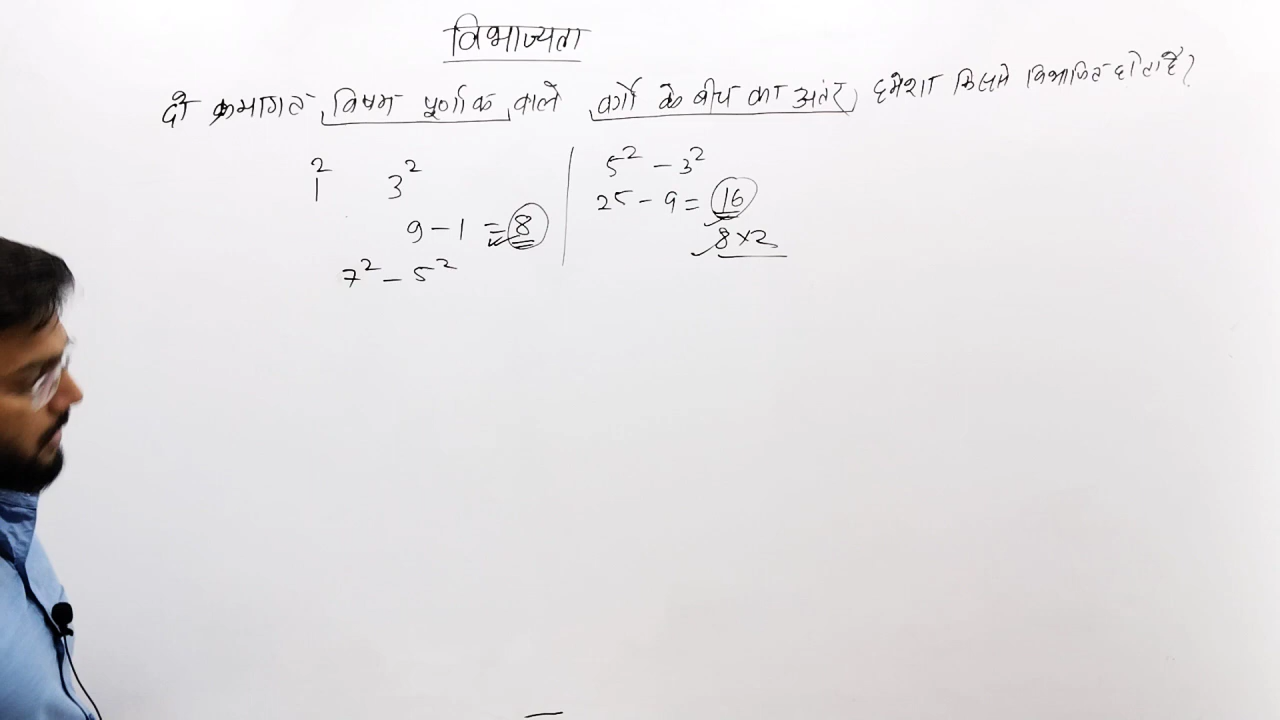 विभाज्यता
दो क्रमागत विषम पूर्णांक वाले वर्गो के बीच का अंतर हमेशा किससे विभाजित होता है?
1² 3²
9 - 1 = 8
7² - 5²
5² - 3²
25 - 9 = 16
8×2